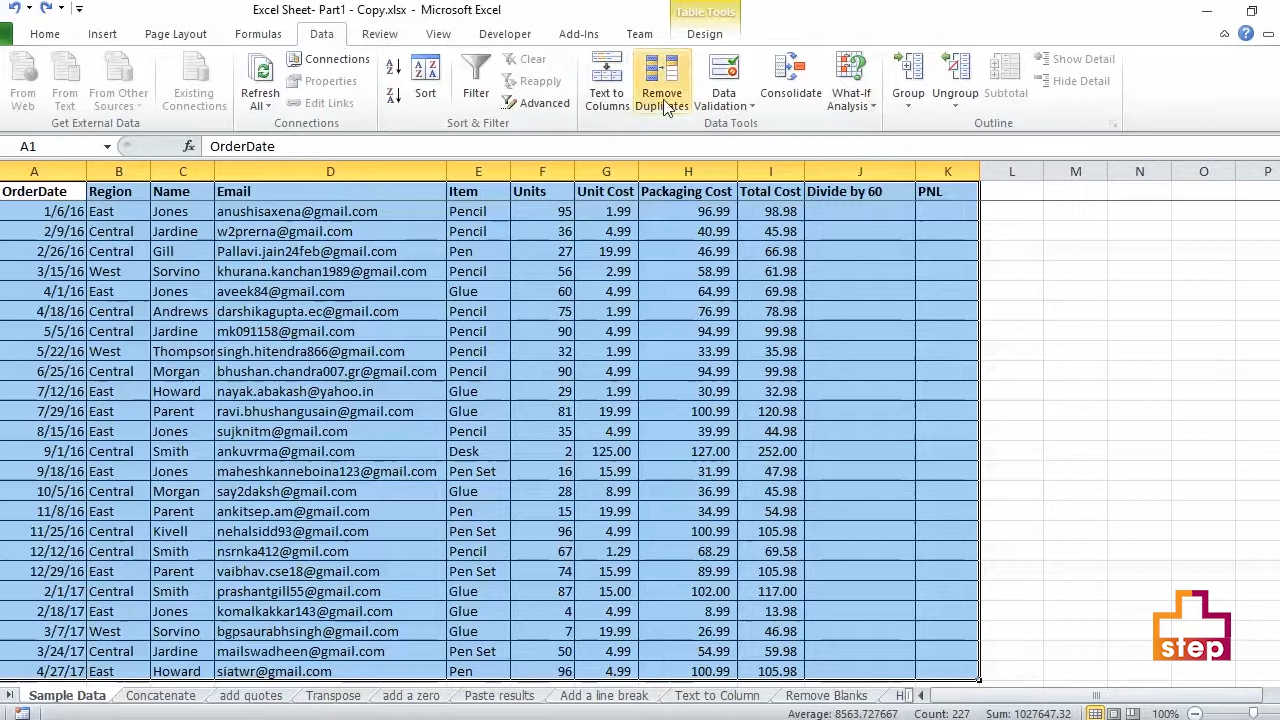 Excel Sheet- Part1 - Copy.xlsx - Microsoft Excel
Table Tools
Home Insert Page Layout Formulas Data Review View Developer Add-Ins Team Design
From Web
From Text
From Other Sources
Existing Connections
Get External Data
Refresh All
Connections
Properties
Edit Links
Connections
Sort
Filter
Clear
Reapply
Advanced
Sort & Filter
Text to Columns
Remove Duplicates
Data Validation
Consolidate
What-If Analysis
Data Tools
Group
Ungroup
Subtotal
Show Detail
Hide Detail
Outline
A1 fx OrderDate
A B C D E F G H I J K L M N O P
OrderDate Region Name Email Item Units Unit Cost Packaging Cost Total Cost Divide by 60 PNL
1/6/16 East Jones anushisaxena@gmail.com Pencil 95 1.99 96.99 98.98
2/9/16 Central Jardine w2prerna@gmail.com Pencil 36 4.99 40.99 45.98
2/26/16 Central Gill Pallavi.jain24feb@gmail.com Pen 27 19.99 46.99 66.98
3/15/16 West Sorvino khurana.kanchan1989@gmail.com Pencil 56 2.99 58.99 61.98
4/1/16 East Jones aveek84@gmail.com Glue 60 4.99 64.99 69.98
4/18/16 Central Andrews darshikagupta.ec@gmail.com Pencil 75 1.99 76.99 78.98
5/5/16 Central Jardine mk091158@gmail.com Pencil 90 4.99 94.99 99.98
5/22/16 West Thompson singh.hitendra866@gmail.com Pencil 32 1.99 33.99 35.98
6/25/16 Central Morgan bhushan.chandra007.gr@gmail.com Pencil 90 4.99 94.99 99.98
7/12/16 East Howard nayak.abakash@yahoo.in Glue 29 1.99 30.99 32.98
7/29/16 East Parent ravi.bhushangusain@gmail.com Glue 81 19.99 100.99 120.98
8/15/16 East Jones sujknitm@gmail.com Pencil 35 4.99 39.99 44.98
9/1/16 Central Smith ankuvrma@gmail.com Desk 2 125.00 127.00 252.00
9/18/16 East Jones maheshkanneboina123@gmail.com Pen Set 16 15.99 31.99 47.98
10/5/16 Central Morgan say2daksh@gmail.com Glue 28 8.99 36.99 45.98
11/8/16 East Parent ankitsep.am@gmail.com Pen 15 19.99 34.99 54.98
11/25/16 Central Kivell nehalsidd93@gmail.com Pen Set 96 4.99 100.99 105.98
12/12/16 Central Smith nsrnka412@gmil.com Pencil 67 1.29 68.29 69.58
12/29/16 East Parent vaibhav.cse18@gmail.com Pen Set 74 15.99 89.99 105.98
2/1/17 Central Smith prashantgill55@gmail.com Glue 87 15.00 102.00 117.00
2/18/17 East Jones komalkakkar143@gmail.com Glue 4 4.99 8.99 13.98
3/7/17 West Sorvino bgpsaurabhsingh@gmail.com Glue 7 19.99 26.99 46.98
3/24/17 Central Jardine mailswadheen@gmail.com Pen Set 50 4.99 54.99 59.98
4/27/17 East Howard siatwr@gmail.com Pen 96 4.99 100.99 105.98
step
Sample Data Concatenate add quotes Transpose add a zero Paste results Add a line break Text to Column Remove Blanks
Average: 8563.727667 Count: 227 Sum: 1027647.32 100%